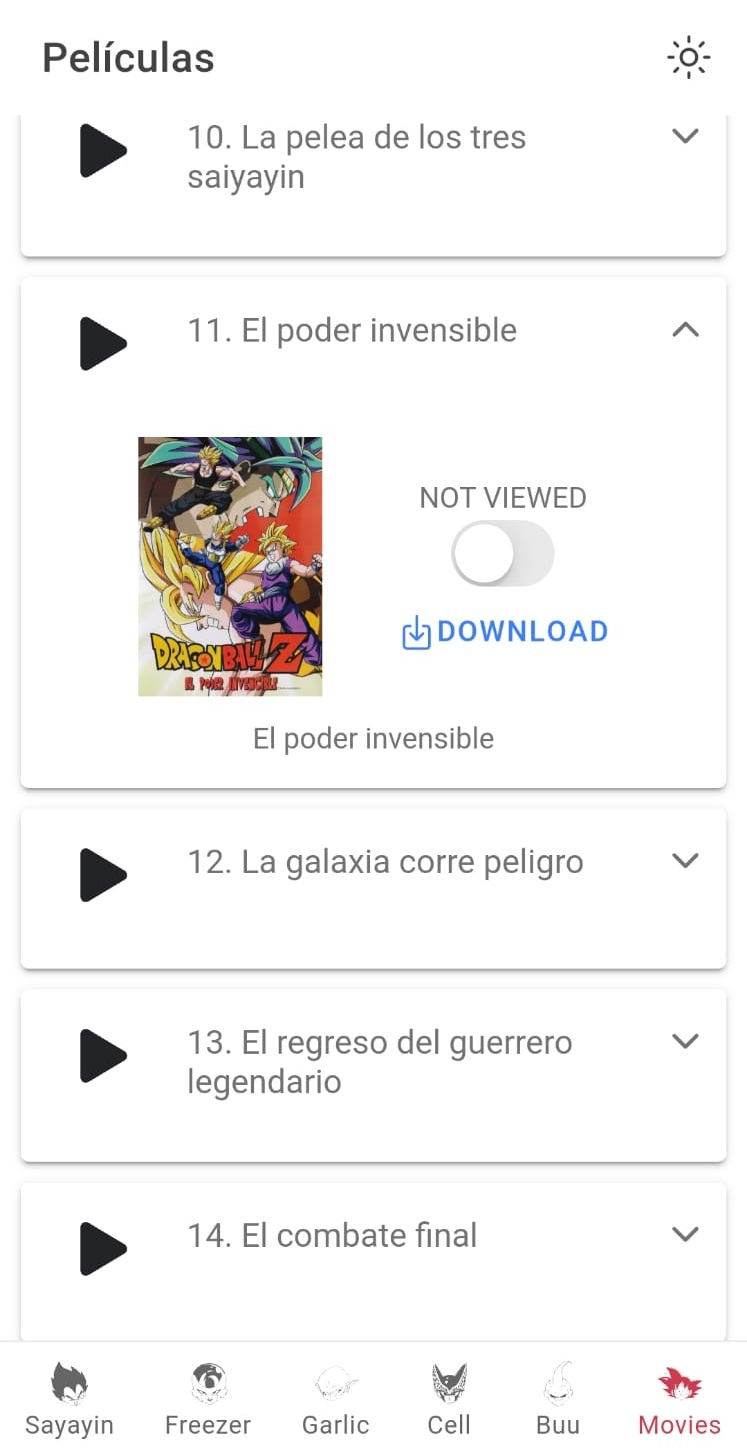 Películas
10. La pelea de los tres
saiyayin
11. El poder invensible
NOT VIEWED
DOWNLOAD
DRAGON BALL Z
EL PODER INVENCIBLE
El poder invensible
12. La galaxia corre peligro
13. El regreso del guerrero
legendario
14. El combate final
Sayayin Freezer Garlic Cell Buu Movies